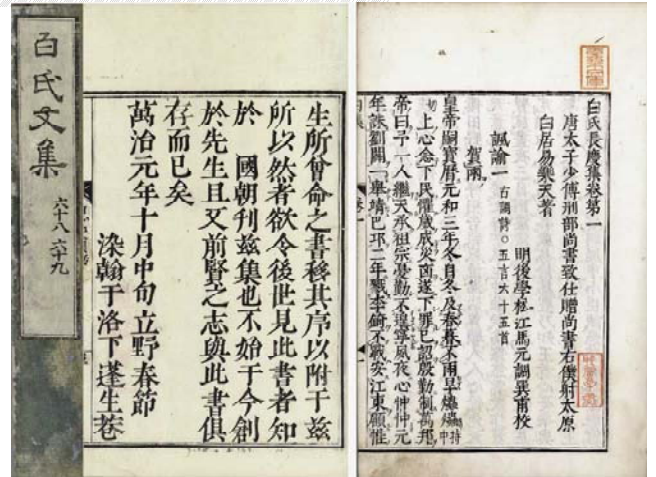 白氏文集
六十八六十九
生所曾命之書移其序以附于茲
所以然者欲令後世見此書者知
於 國朝刊茲集也不始于今創
於先生且又前賢之志與此書俱
存而已矣
萬治元年十月中旬立野春節
染翰于洛下蓬生巷
白氏長慶集卷第一
唐太子少傅刑部尚書致仕贈尚書右僕射太原
白居易樂天著
明後學松江馬元調巽甫校
諷諭一 古調詩○五言六十五首
賀雨
皇帝嗣寶曆元和三年冬自冬及春暮不雨旱爞爞
上心念下民懼歲成災凶遂下罪己詔殷勤制萬邦
帝曰予一人繼天承祖宗憂勤不遑寧夙夜心忡忡元
年誅劉闢一舉靖巴邛二年戮李錡不戰安江東顧惟